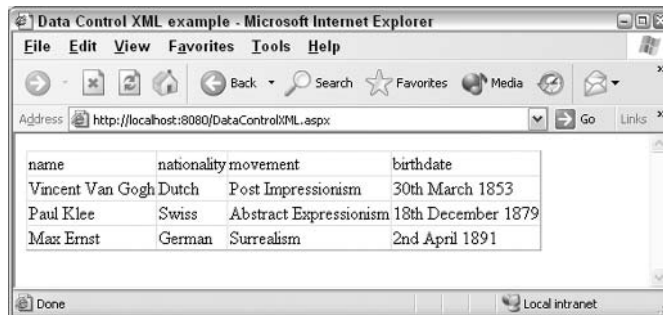 Data Control XML example - Microsoft Internet Explorer
File Edit View Favorites Tools Help
Back Search Favorites Media »
Address http://localhost:8080/DataControlXML.aspx Go Links »
name nationality movement birthdate
Vincent Van Gogh Dutch Post Impressionism 30th March 1853
Paul Klee Swiss Abstract Expressionism 18th December 1879
Max Ernst German Surrealism 2nd April 1891
Done Local intranet